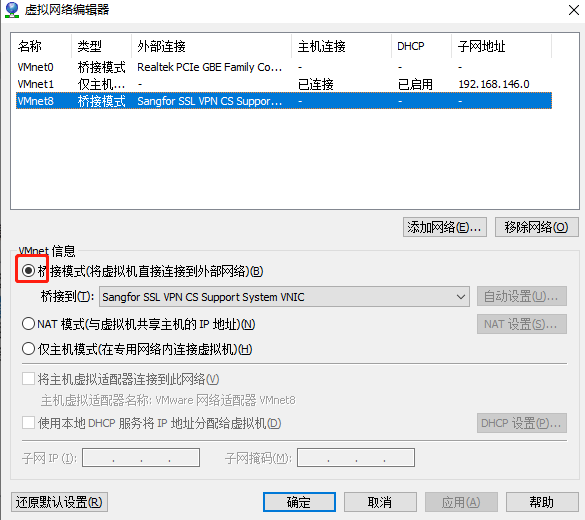 虚拟网络编辑器
名称 类型 外部连接 主机连接 DHCP 子网地址
VMnet0 桥接模式 Realtek PCIe GBE Family Co... - - -
VMnet1 仅主机... - 已连接 已启用 192.168.146.0
VMnet8 桥接模式 Sangfor SSL VPN CS Suppor... - - -
添加网络(E)... 移除网络(O)
VMnet 信息
桥接模式(将虚拟机直接连接到外部网络)(B)
桥接到(T): Sangfor SSL VPN CS Support System VNIC 自动设置(U)...
NAT 模式(与虚拟机共享主机的 IP 地址)(N) NAT 设置(S)...
仅主机模式(在专用网络内连接虚拟机)(H)
将主机虚拟适配器连接到此网络(V)
主机虚拟适配器名称: VMware 网络适配器 VMnet8
使用本地 DHCP 服务将 IP 地址分配给虚拟机(D) DHCP 设置(P)...
子网 IP (I): . . . 子网掩码(M): . . .
还原默认设置(R) 确定 取消 应用(A) 帮助